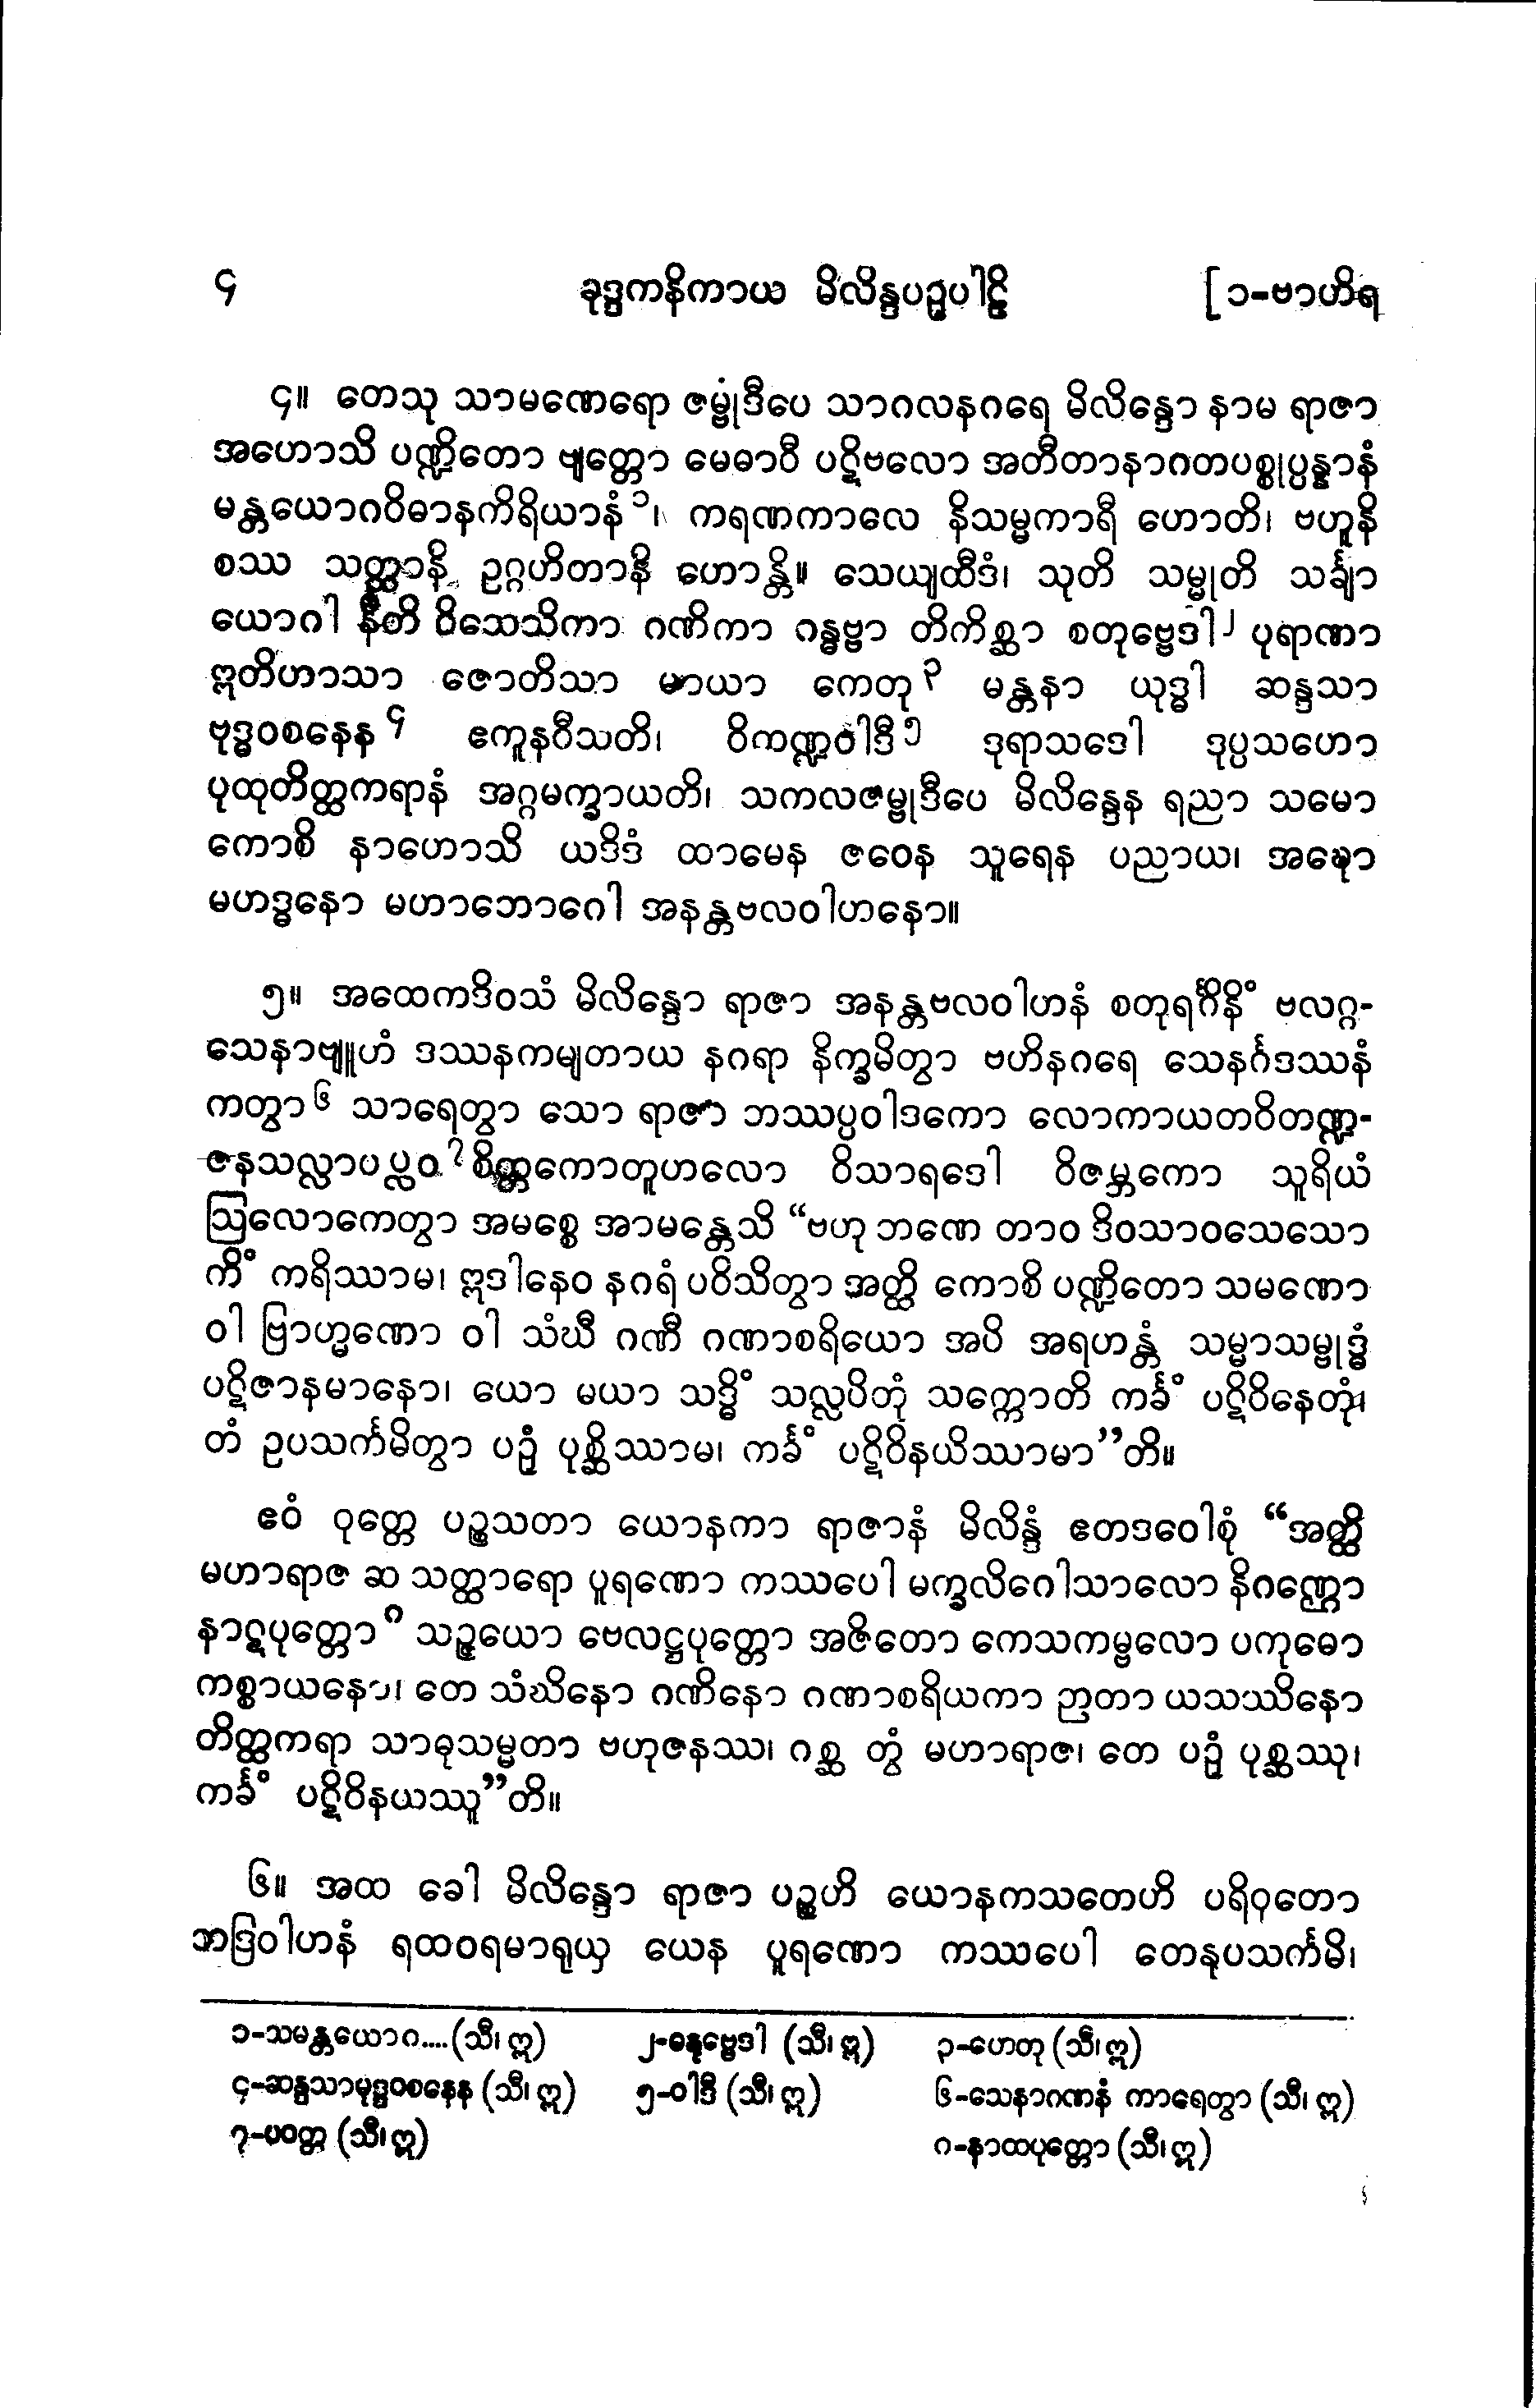 ၄ ခုဒ္ဒကနိကာယ မိလိန္ဒပဉှပါဠိ [ ၁-ဗာဟိရ
၄။ တေသု သာမဏေရော ဇမ္ဗုံဒီပေ သာဂလနဂရေ မိလိန္ဒော နာမ ရာဇာ
အဟောသိ ပဏ္ဍိတော ဗျတ္တော မေဓာဝီ ပဋိဗလော အတီတာနာဂတပစ္စုပ္ပန္နာနံ
မန္တယောဂဝိဓာနကိရိယာနံ၁၊ ကရဏကာလေ နိသမ္မကာရီ ဟောတိ၊ ဗဟူနိ
စဿ သတ္ထာနိ ဥဂ္ဂဟိတာနိ ဟောန္တိ။ သေယျထိဒံ၊ သုတိ သမ္မုတိ သင်္ချာ
ယောဂါ နီတိ ဝိသေသိကာ ဂဏိကာ ဂန္ဓဗ္ဗာ တိကိစ္ဆာ စတုဗ္ဗေဒါ၂ ပုရာဏာ
ဣတိဟာသာ ဇောတိသာ မာယာ ကေတု၃ မန္တနာ ယုဒ္ဓါ ဆန္ဒသာ
ဗုဒ္ဓဝစနေန၄ ဧကူနဝီသတိ၊ ဝိတဏ္ဍဝါဒီ၅ ဒုရာသဒေါ ဒုပ္ပသဟော
ပုထုတိတ္ထကရာနံ အဂ္ဂမက္ခာယတိ၊ သကလဇမ္ဗုဒီပေ မိလိန္ဒေန ရညာ သမော
ကောစိ နာဟောသိ ယဒိဒံ ထာမေန ဇဝေန သူရေန ပညာယ၊ အဍ္ဎော
မဟဒ္ဓနော မဟာဘောဂေါ အနန္တဗလဝါဟနော။
၅။ အထေကဒိဝသံ မိလိန္ဒော ရာဇာ အနန္တဗလဝါဟနံ စတုရင်္ဂိနိံ ဗလဂ္ဂ-
သေနာဗျူဟံ ဒဿနကမျတာယ နဂရာ နိက္ခမိတွာ ဗဟိနဂရေ သေနင်္ဂဒဿနံ
ကတွာ၆ သာရေတွာ သော ရာဇာ ဘဿပ္ပဝါဒကော လောကာယတဝိတဏ္ဍ-
ဇနသလ္လာပပ္လဝ၇စိတ္တကောတူဟလော ဝိသာရဒေါ ဝိဇမ္ဘကော သူရိယံ
ဩလောကေတွာ အမစ္စေ အာမန္တေသိ “ဗဟု ဘဏေ တာဝ ဒိဝသာဝသေသော
ကိံ ကရိဿာမ၊ ဣဒါနေဝ နဂရံ ပဝိသိတွာ အတ္ထိ ကောစိ ပဏ္ဍိတော သမဏော
ဝါ ဗြာဟ္မဏော ဝါ သံဃီ ဂဏီ ဂဏာစရိယော အပိ အရဟန္တံ သမ္မာသမ္ဗုဒ္ဓံ
ပဋိဇာနမာနော၊ ယော မယာ သဒ္ဓိံ သလ္လပိတုံ သက္ကောတိ ကင်္ခံ ပဋိဝိနေတုံ၊
တံ ဥပသင်္ကမိတွာ ပဉှံ ပုစ္ဆိဿာမ၊ ကင်္ခံ ပဋိဝိနယိဿာမာ”တိ။
ဧဝံ ဝုတ္တေ ပဉ္စသတာ ယောနကာ ရာဇာနံ မိလိန္ဒံ ဧတဒဝေါစုံ “အတ္ထိ
မဟာရာဇ ဆ သတ္ထာရော ပူရဏော ကဿပေါ မက္ခလိဂေါသာလော နိဂဏ္ဌော
နာဋပုတ္တော၈ သဉ္ဇယော ဗေလဋ္ဌပုတ္တော အဇိတော ကေသကမ္ဗလော ပကုဓော
ကစ္စာယနော၊ တေ သံဃိနော ဂဏိနော ဂဏာစရိယကာ ဉာတာ ယသဿိနော
တိတ္ထကရာ သာဓုသမ္မတာ ဗဟုဇနဿ၊ ဂစ္ဆ တွံ မဟာရာဇ၊ တေ ပဉှံ ပုစ္ဆဿု၊
ကင်္ခံ ပဋိဝိနယဿူ”တိ။
၆။ အထ ခေါ မိလိန္ဒော ရာဇာ ပဉ္စဟိ ယောနကသတေဟိ ပရိဝုတော
ဘဒြဝါဟနံ ရထဝရမာရုယှ ယေန ပူရဏော ကဿပေါ တေနုပသင်္ကမိ၊
၁-သမန္တယောဂ....(သီ၊ ဣ) ၂-ဓနုဗ္ဗေဒါ (သီ၊ ဣ) ၃-ဟေတု (သီ၊ ဣ)
၄-ဆန္ဒသာမုဒ္ဒဝစနေန (သီ၊ ဣ) ၅-ဝါဒီ (သီ၊ ဣ) ၆-သေနာဂဏနံ ကာရေတွာ (သီ၊ ဣ)
၇-ပဝတ္တ (သီ၊ ဣ) ၈-နာထပုတ္တော (သီ၊ ဣ)